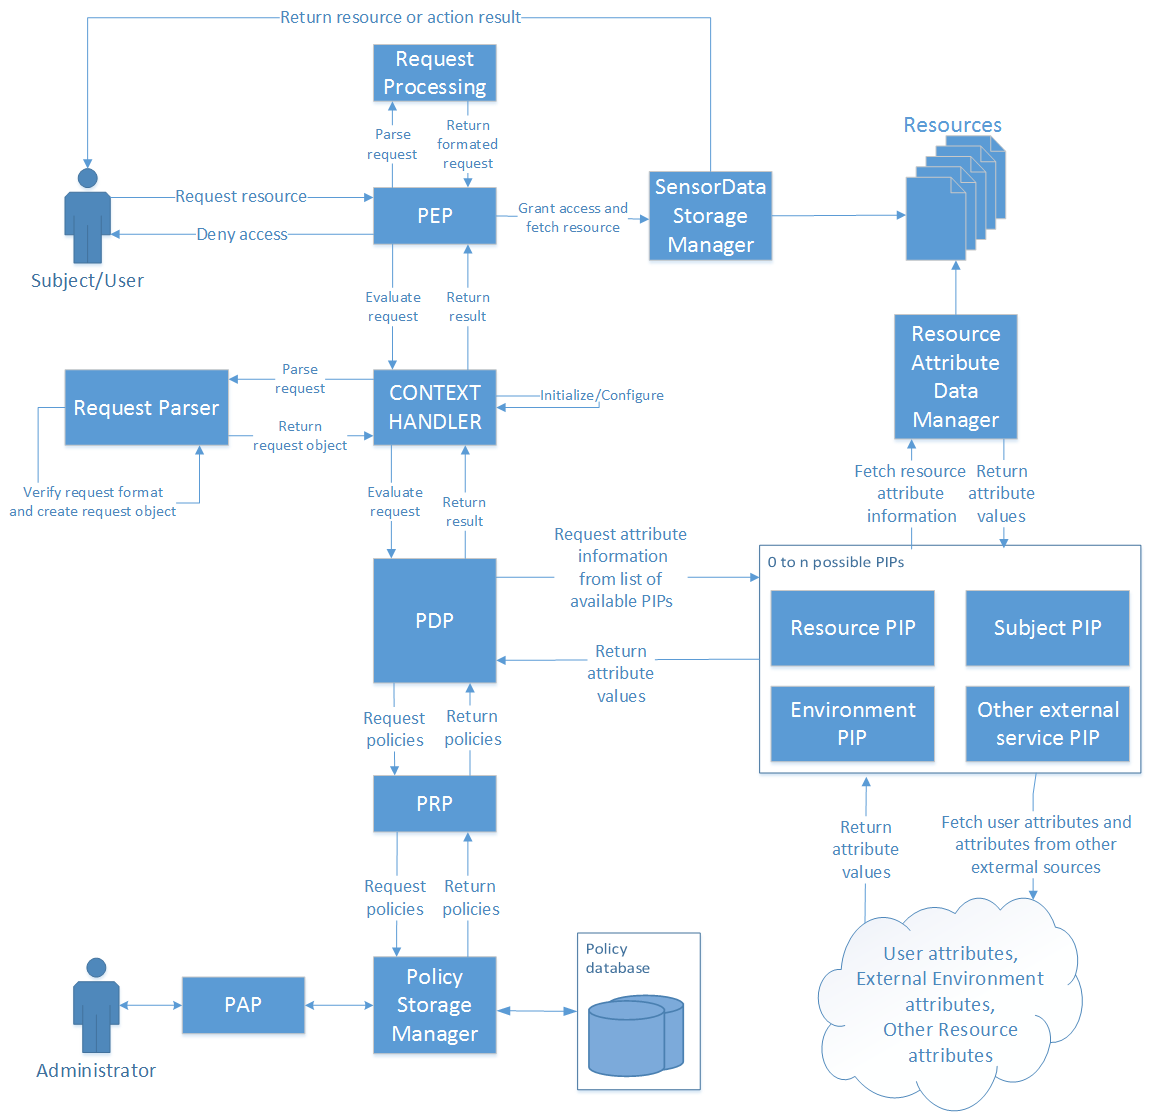 Return resource or action result
Request
Processing
Parse
request
Return
formated
request
Resources
Request resource
PEP
Grant access and
fetch resource
SensorData
Storage
Manager
Deny access
Subject/User
Evaluate
request
Return
result
Resource
Attribute
Data
Manager
Parse
request
Request Parser
CONTEXT
HANDLER
Initialize/Configure
Return
request object
Verify request format
and create request object
Evaluate
request
Return
result
Fetch resource
attribute
information
Return
attribute
values
Request attribute
information
from list of
available PIPs
0 to n possible PIPs
PDP
Resource PIP
Subject PIP
Return
attribute
values
Environment
PIP
Other external
service PIP
Request
policies
Return
policies
PRP
Return
attribute
values
Fetch user attributes and
attributes from other
extermal sources
Request
policies
Return
policies
Policy
database
User attributes,
External Environment
attributes,
Other Resource
attributes
PAP
Policy
Storage
Manager
Administrator